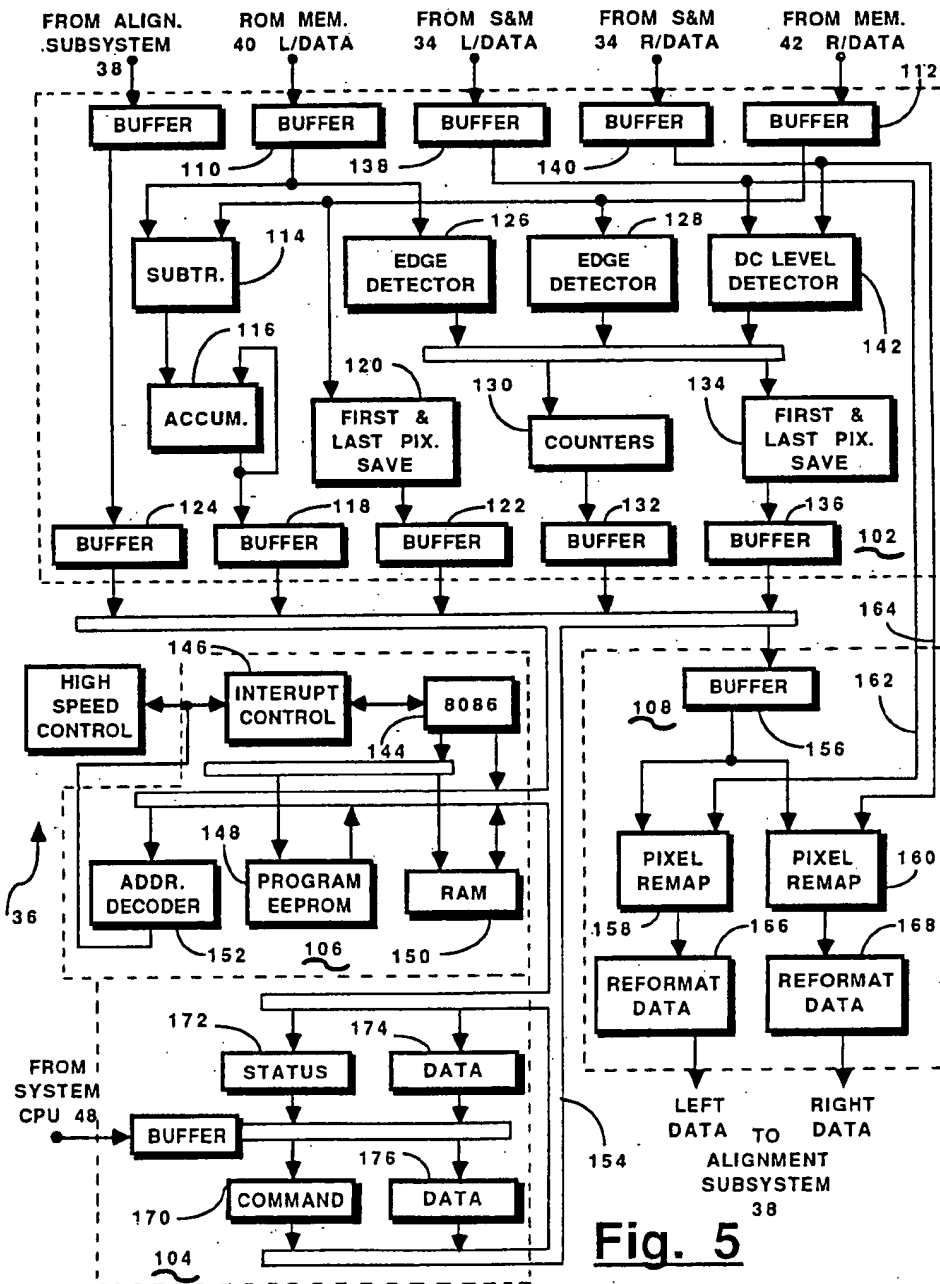 FROM ALIGN. ROM MEM. FROM S&M FROM S&M FROM MEM.
SUBSYSTEM 40 L/DATA 34 L/DATA 34 R/DATA 42 R/DATA
38
112
BUFFER BUFFER BUFFER BUFFER BUFFER
110 138 140
126 128
114
SUBTR. EDGE DETECTOR EDGE DETECTOR DC LEVEL DETECTOR
116 142
120 130 134
ACCUM. FIRST & LAST PIX. SAVE COUNTERS FIRST & LAST PIX. SAVE
124 118 122 132 136
BUFFER BUFFER BUFFER BUFFER BUFFER 102
164
146 162
HIGH SPEED CONTROL INTERUPT CONTROL 8086 BUFFER
108
144 156
148
ADDR. DECODER PROGRAM EEPROM RAM PIXEL REMAP PIXEL REMAP 160
36 152 106 150 158 166 168
REFORMAT DATA REFORMAT DATA
172 174
FROM SYSTEM CPU 48 STATUS DATA
LEFT DATA RIGHT DATA
BUFFER 154 TO ALIGNMENT SUBSYSTEM 38
176
170 COMMAND DATA
104
Fig. 5